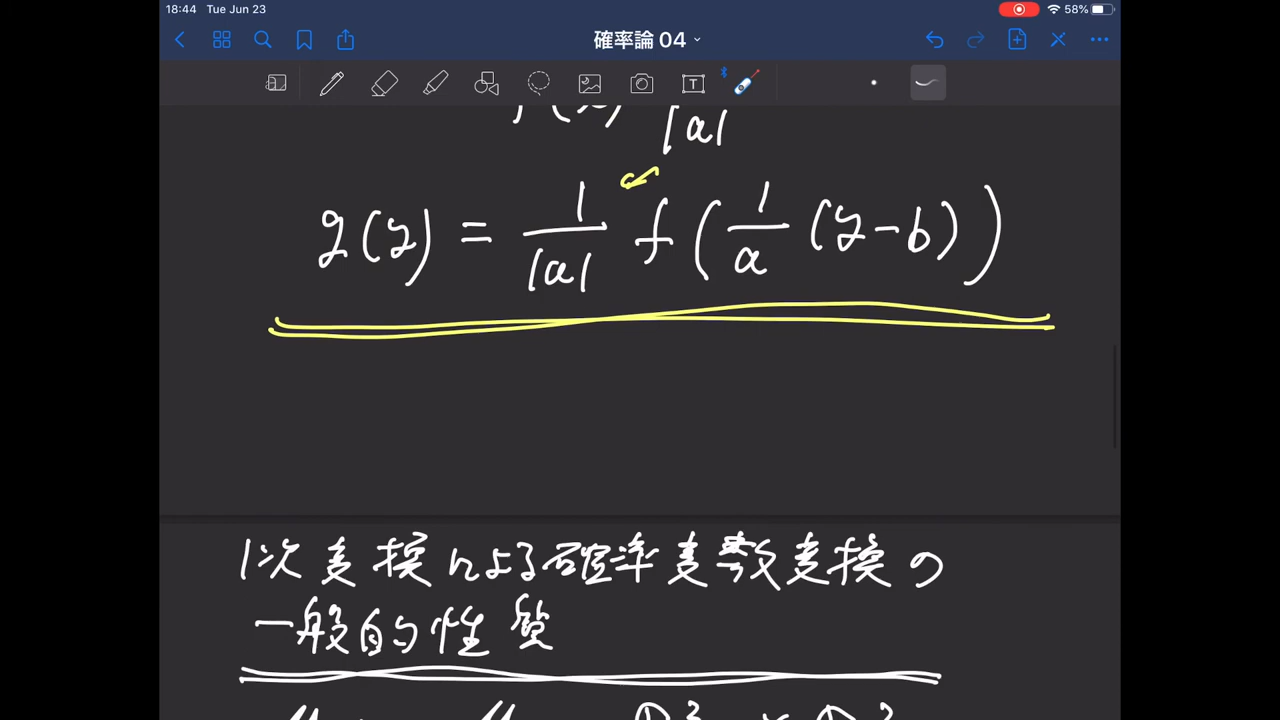 18:44 Tue Jun 23 58%
確率論 04
T
f(x) |a|
g(y) = 1/|a| f(1/a (y-b))
1次変換による確率変数変換の
一般的性質